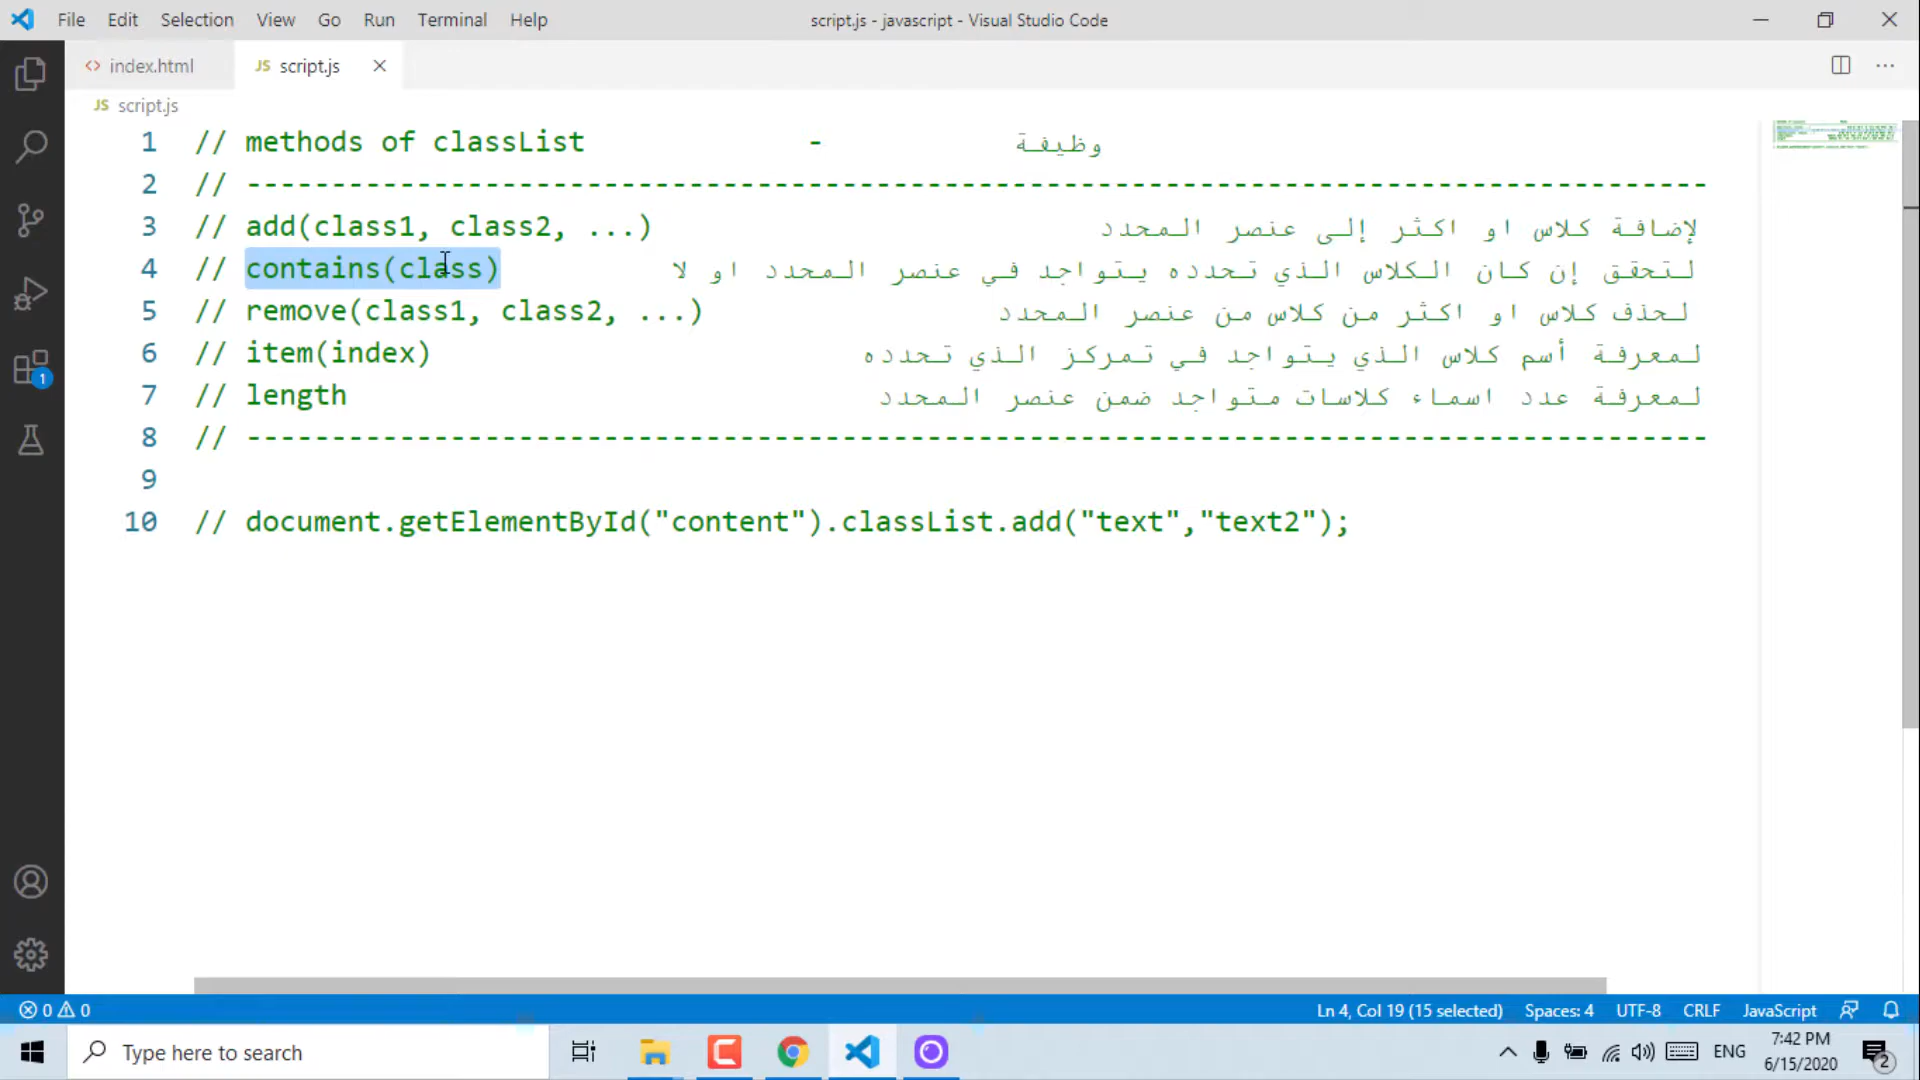 File Edit Selection View Go Run Terminal Help
script.js - javascript - Visual Studio Code
index.html
JS script.js
JS script.js
1 // methods of classList - وظيفة
2 // --------------------------------------------------------------------------------------
3 // add(class1, class2, ...) لإضافة كلاس او اكثر إلى عنصر المحدد
4 // contains(class) لتحقق إن كان الكلاس الذي تحدده يتواجد في عنصر المحدد او لا
5 // remove(class1, class2, ...) لحذف كلاس او اكثر من كلاس من عنصر المحدد
6 // item(index) لمعرفة أسم كلاس الذي يتواجد في تمركز الذي تحدده
7 // length لمعرفة عدد اسماء كلاسات متواجد ضمن عنصر المحدد
8 // --------------------------------------------------------------------------------------
9
10 // document.getElementById("content").classList.add("text","text2");
1
0 0
Ln 4, Col 19 (15 selected) Spaces: 4 UTF-8 CRLF JavaScript
Type here to search
ENG
7:42 PM
6/15/2020
2